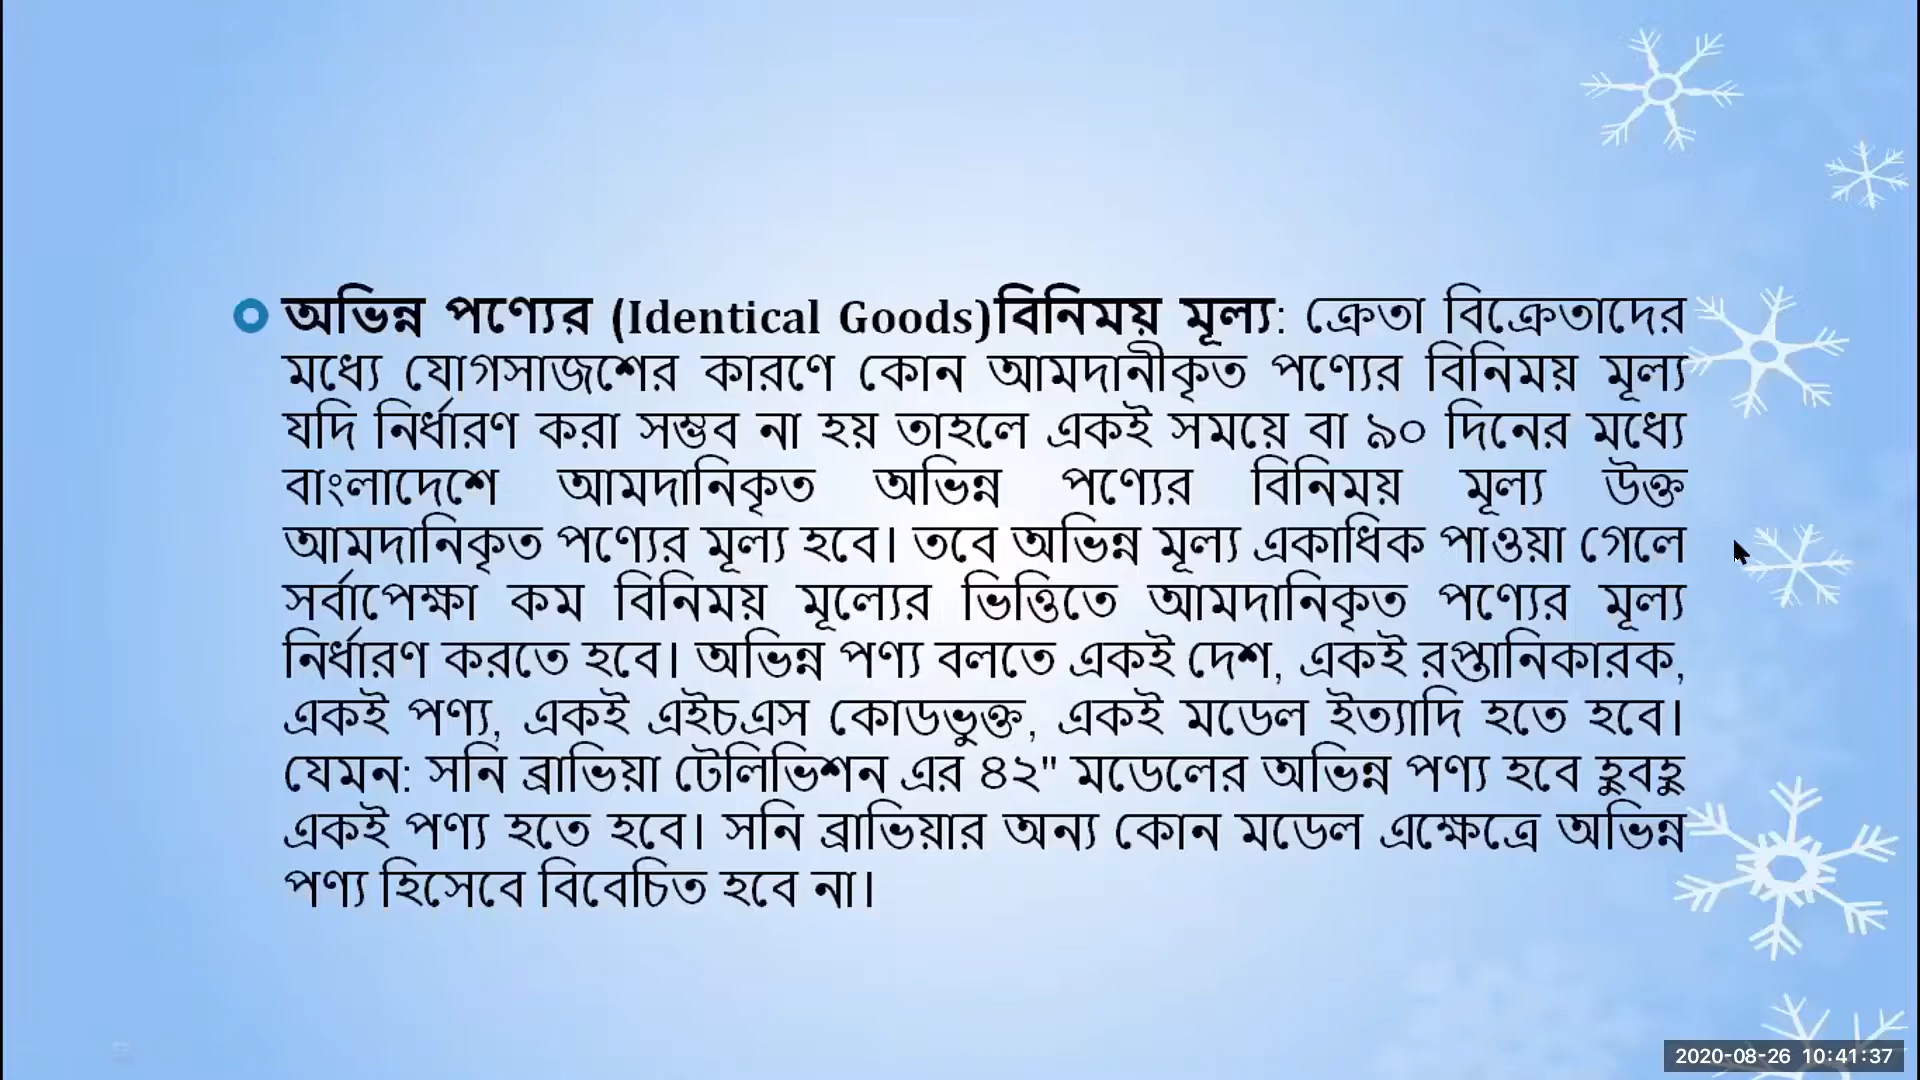 অভিন্ন পণ্যের (Identical Goods)বিনিময় মূল্য: ক্রেতা বিক্রেতাদের
মধ্যে যোগসাজশের কারণে কোন আমদানীকৃত পণ্যের বিনিময় মূল্য
যদি নির্ধারণ করা সম্ভব না হয় তাহলে একই সময়ে বা ৯০ দিনের মধ্যে
বাংলাদেশে আমদানিকৃত অভিন্ন পণ্যের বিনিময় মূল্য উক্ত
আমদানিকৃত পণ্যের মূল্য হবে। তবে অভিন্ন মূল্য একাধিক পাওয়া গেলে
সর্বাপেক্ষা কম বিনিময় মূল্যের ভিত্তিতে আমদানিকৃত পণ্যের মূল্য
নির্ধারণ করতে হবে। অভিন্ন পণ্য বলতে একই দেশ, একই রপ্তানিকারক,
একই পণ্য, একই এইচএস কোডভুক্ত, একই মডেল ইত্যাদি হতে হবে।
যেমন: সনি ব্রাভিয়া টেলিভিশন এর ৪২" মডেলের অভিন্ন পণ্য হবে হুবহু
একই পণ্য হতে হবে। সনি ব্রাভিয়ার অন্য কোন মডেল এক্ষেত্রে অভিন্ন
পণ্য হিসেবে বিবেচিত হবে না।
2020-08-26 10:41:37